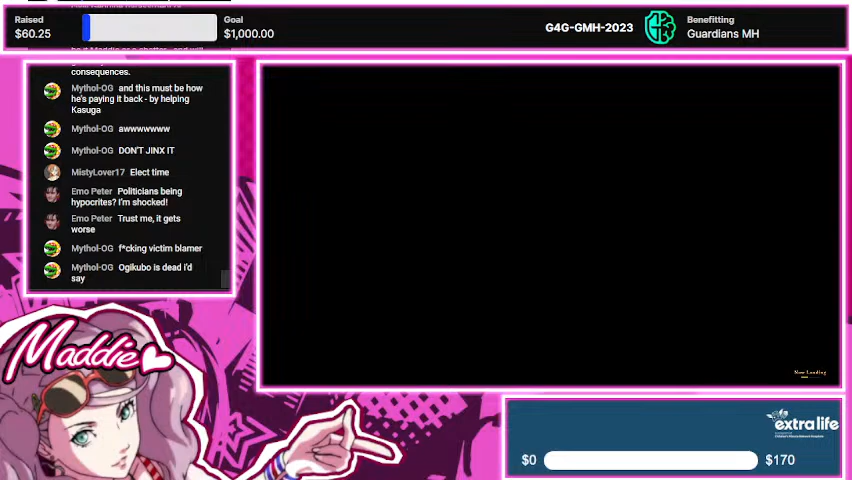 Raised
$60.25
Goal
$1,000.00
G4G-GMH-2023
Benefitting
Guardians MH
consequences.
Mythol-OG and this must be how
he's paying it back - by helping
Kasuga
Mythol-OG awwwwwww
Mythol-OG DON'T JINX IT
MistyLover17 Elect time
Emo Peter Politicians being
hypocrites? I'm shocked!
Emo Peter Trust me, it gets
worse
Mythol-OG f*cking victim blamer
Mythol-OG Ogikubo is dead I'd
say
Maddie
Now Loading
extra life
$0
$170